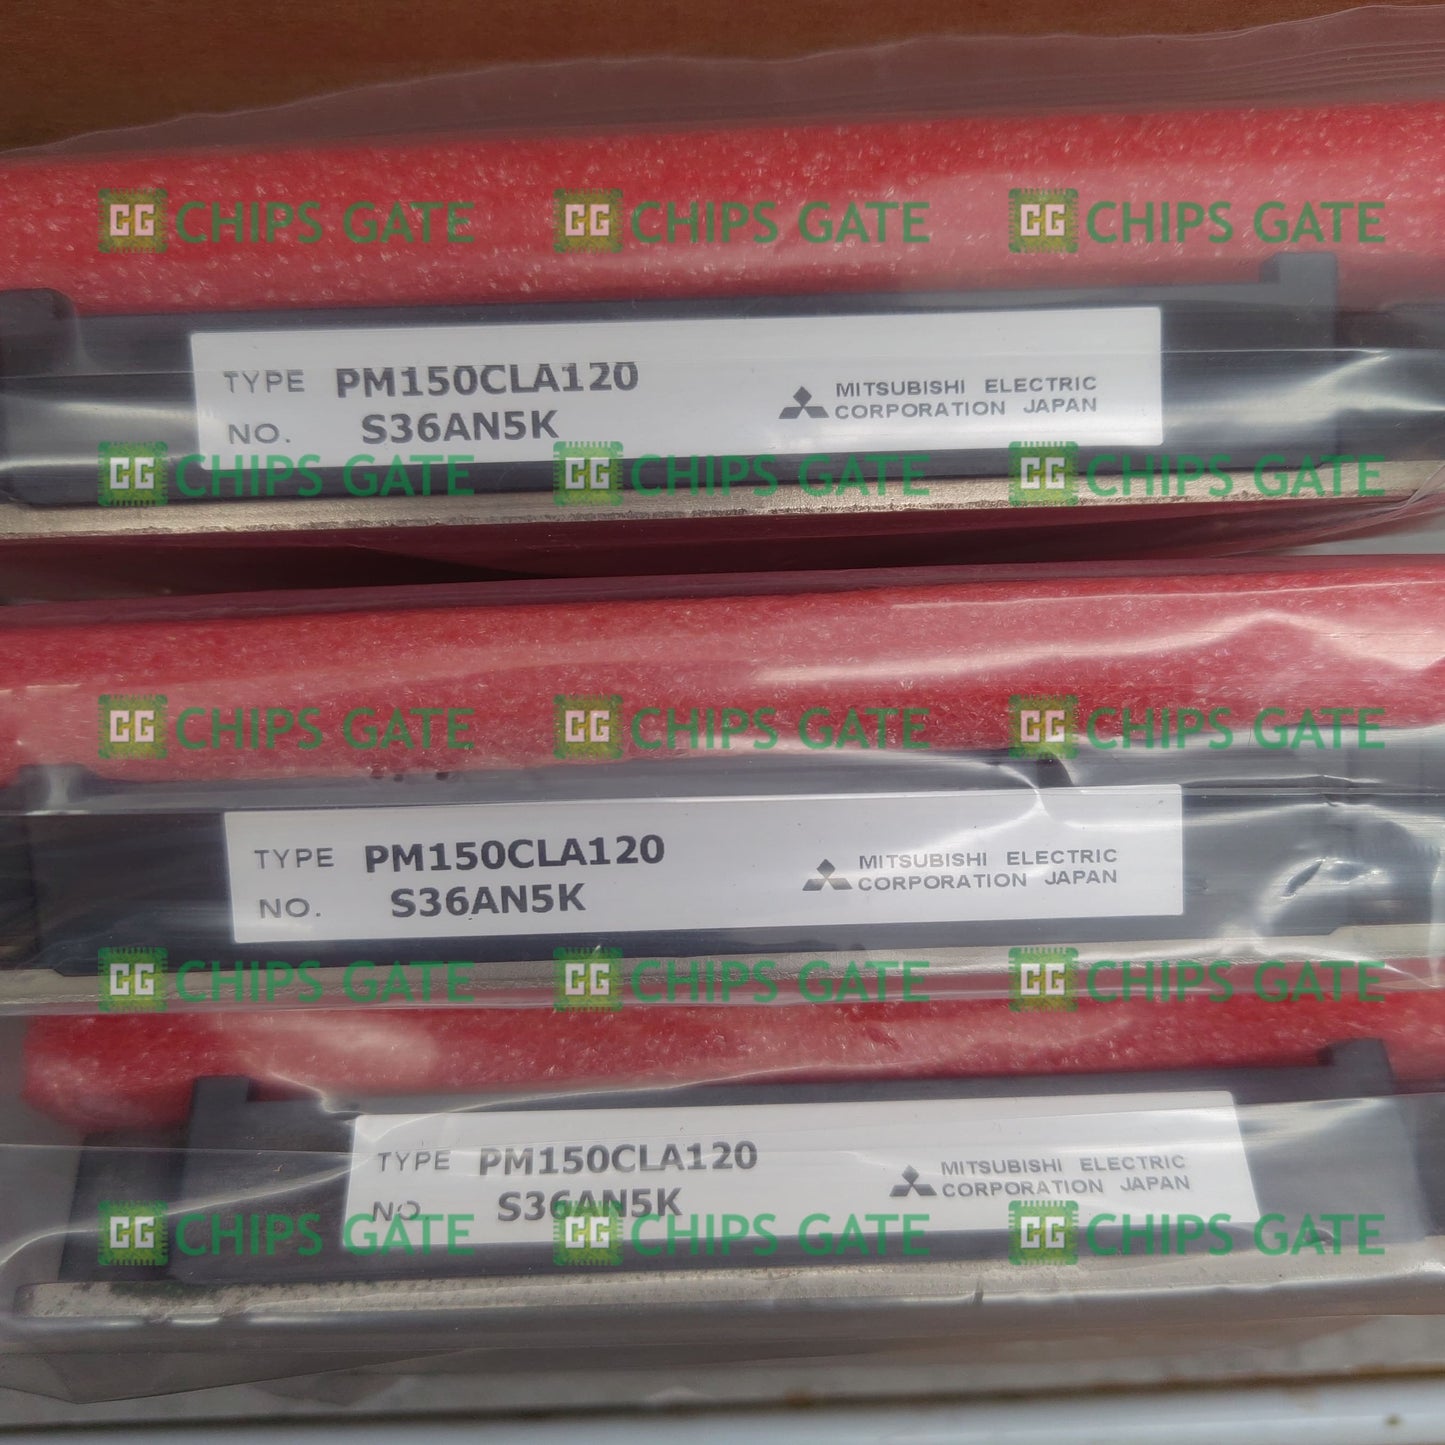 CG CHIPS GATE CG CHIPS GATE CG CHIPS GATE
TYPE PM150CLA120
NO. S36AN5K
MITSUBISHI ELECTRIC
CORPORATION JAPAN
CG CHIPS GATE CG CHIPS GATE CG CHIPS GATE
CG CHIPS GATE CG CHIPS GATE CG CHIPS GATE
TYPE PM150CLA120
NO. S36AN5K
MITSUBISHI ELECTRIC
CORPORATION JAPAN
CG CHIPS GATE CG CHIPS GATE CG CHIPS GATE
TYPE PM150CLA120
NO. S36AN5K
MITSUBISHI ELECTRIC
CORPORATION JAPAN
CG CHIPS GATE CG CHIPS GATE CG CHIPS GATE